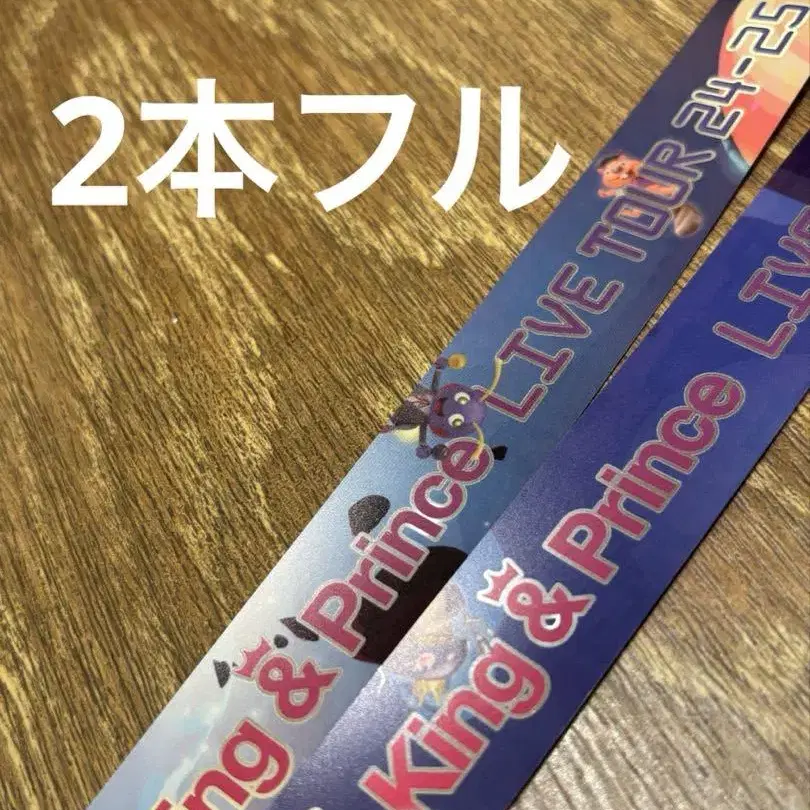 2本フル
King & Prince LIVE TOUR 24-25
King & Prince LIVE